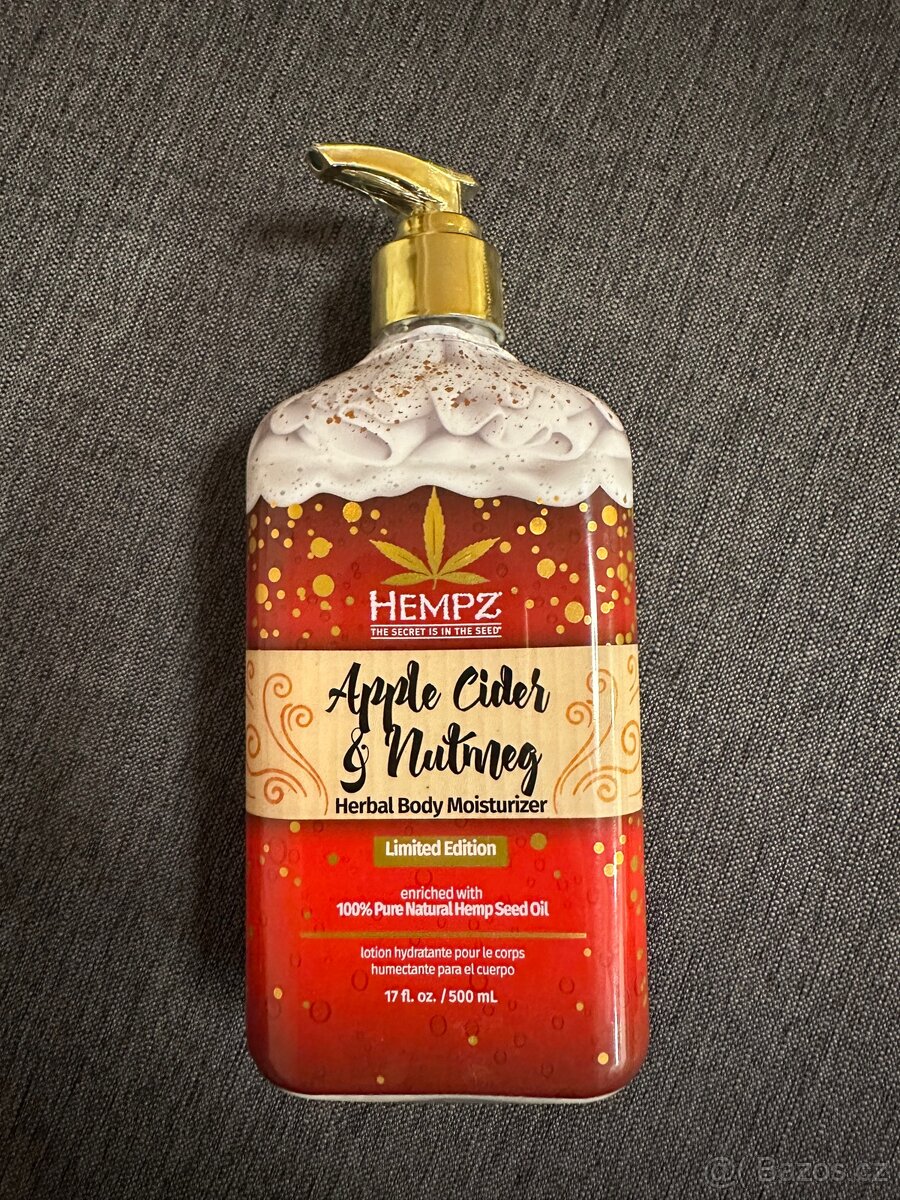 HEMPZ
THE SECRET IS IN THE SEED
Apple Cider
& Nutmeg
Herbal Body Moisturizer
Limited Edition
enriched with
100% Pure Natural Hemp Seed Oil
lotion hydratante pour le corps
humectante para el cuerpo
17 fl. oz. / 500 mL
@ Bazos.cz